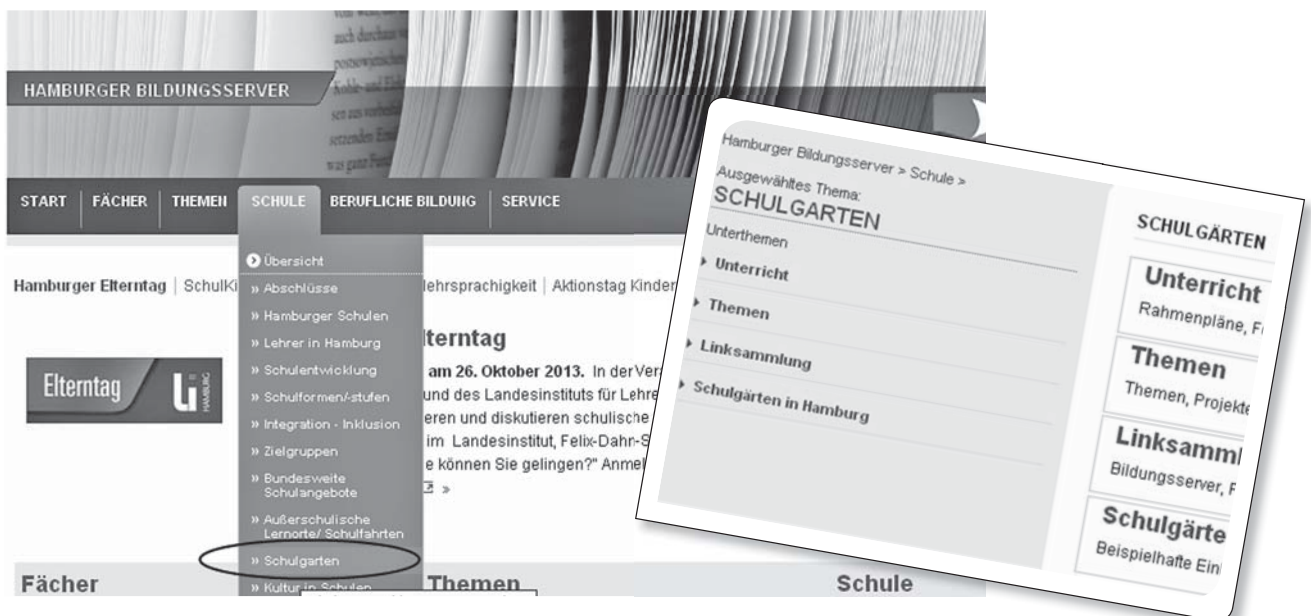 auch durchaus
HAMBURGER BILDUNGSSERVER
START FÄCHER THEMEN SCHULE BERUFLICHE BILDUNG SERVICE
Übersicht
Hamburger Elterntag | SchulKi
» Abschlüsse
lehrsprachigkeit | Aktionstag Kinder
» Hamburger Schulen
» Lehrer in Hamburg
lterntag
» Schulentwicklung
am 26. Oktober 2013. In der Ver
» Schulformen/-stufen
und des Landesinstituts für Lehre
» Integration - Inklusion
eren und diskutieren schulische
» Zielgruppen
im Landesinstitut, Felix-Dahn-S
» Bundesweite
Schulangebote
e können Sie gelingen?" Anmel
»
» Außerschulische
Lernorte/ Schulfahrten
» Schulgarten
» Kultur in Schulen
Elterntag
HAMBURG
Fächer
Themen
Schule
Hamburger Bildungsserver > Schule >
Ausgewähltes Thema:
SCHULGARTEN
Unterthemen
Unterricht
Themen
Linksammlung
Schulgärten in Hamburg
SCHULGÄRTEN
Unterricht
Rahmenpläne, F
Themen
Themen, Projekte
Linksamml
Bildungsserver, F
Schulgärte
Beispielhafte Ein